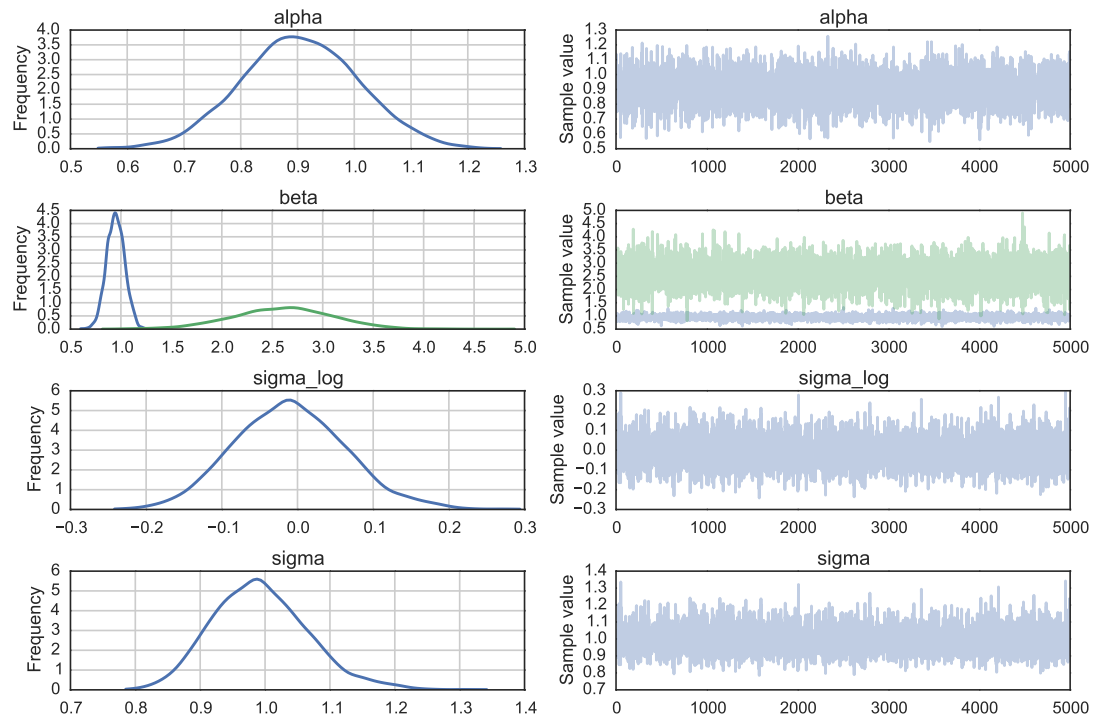 alpha
Frequency
4.0
3.5
3.0
2.5
2.0
1.5
1.0
0.5
0.0
0.5 0.6 0.7 0.8 0.9 1.0 1.1 1.2 1.3
alpha
Sample value
1.3
1.2
1.1
1.0
0.9
0.8
0.7
0.6
0.5
0 1000 2000 3000 4000 5000
beta
Frequency
4.5
4.0
3.5
3.0
2.5
2.0
1.5
1.0
0.5
0.0
0.5 1.0 1.5 2.0 2.5 3.0 3.5 4.0 4.5 5.0
beta
Sample value
5.0
4.5
4.0
3.5
3.0
2.5
2.0
1.5
1.0
0.5
0 1000 2000 3000 4000 5000
sigma_log
Frequency
6
5
4
3
2
1
0
−0.3 −0.2 −0.1 0.0 0.1 0.2 0.3
sigma_log
Sample value
0.3
0.2
0.1
0.0
−0.1
−0.2
−0.3
0 1000 2000 3000 4000 5000
sigma
Frequency
6
5
4
3
2
1
0
0.7 0.8 0.9 1.0 1.1 1.2 1.3 1.4
sigma
Sample value
1.4
1.3
1.2
1.1
1.0
0.9
0.8
0.7
0 1000 2000 3000 4000 5000